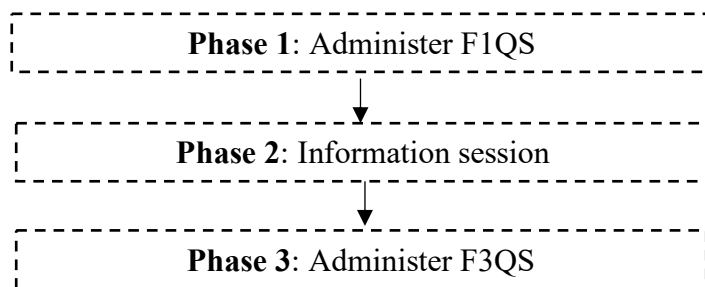 Phase 1: Administer F1QS
Phase 2: Information session
Phase 3: Administer F3QS